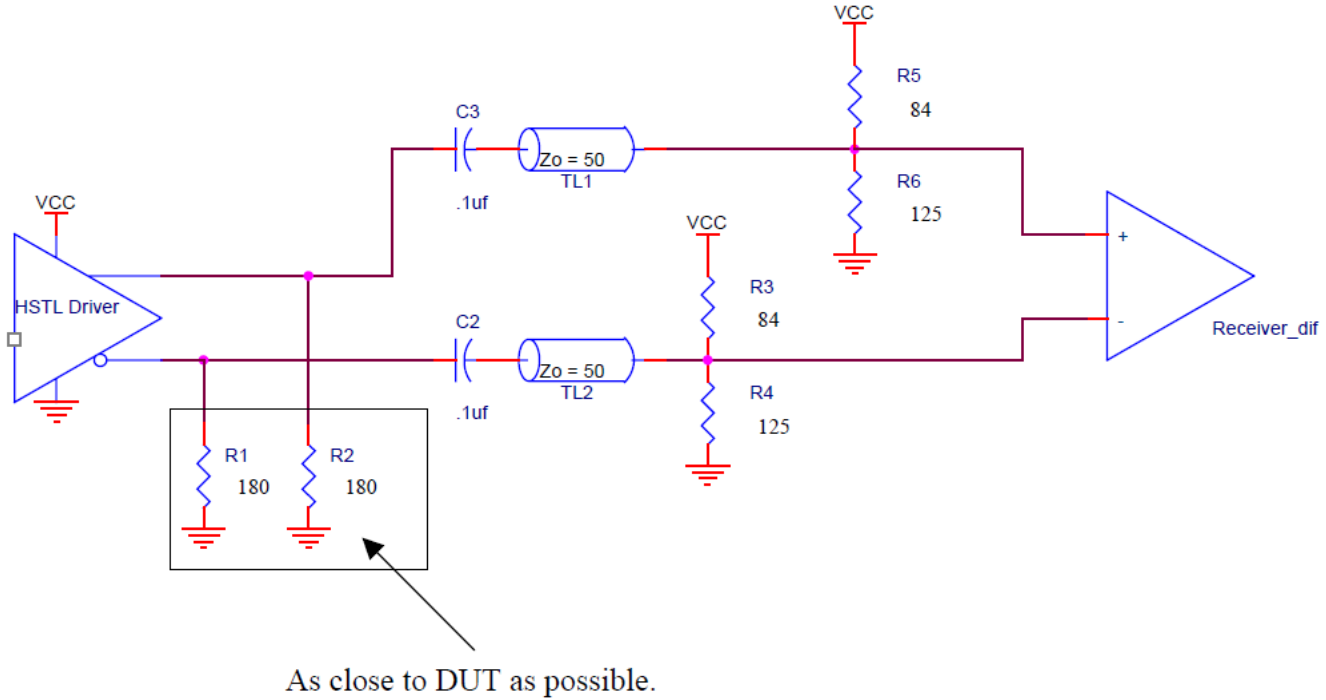 VCC
R5
84
C3
Zo = 50
TL1
.1uf
R6
125
VCC
VCC
+
HSTL Driver
R3
84
C2
-
Receiver_dif
Zo = 50
TL2
.1uf
R4
125
R1
180
R2
180
As close to DUT as possible.